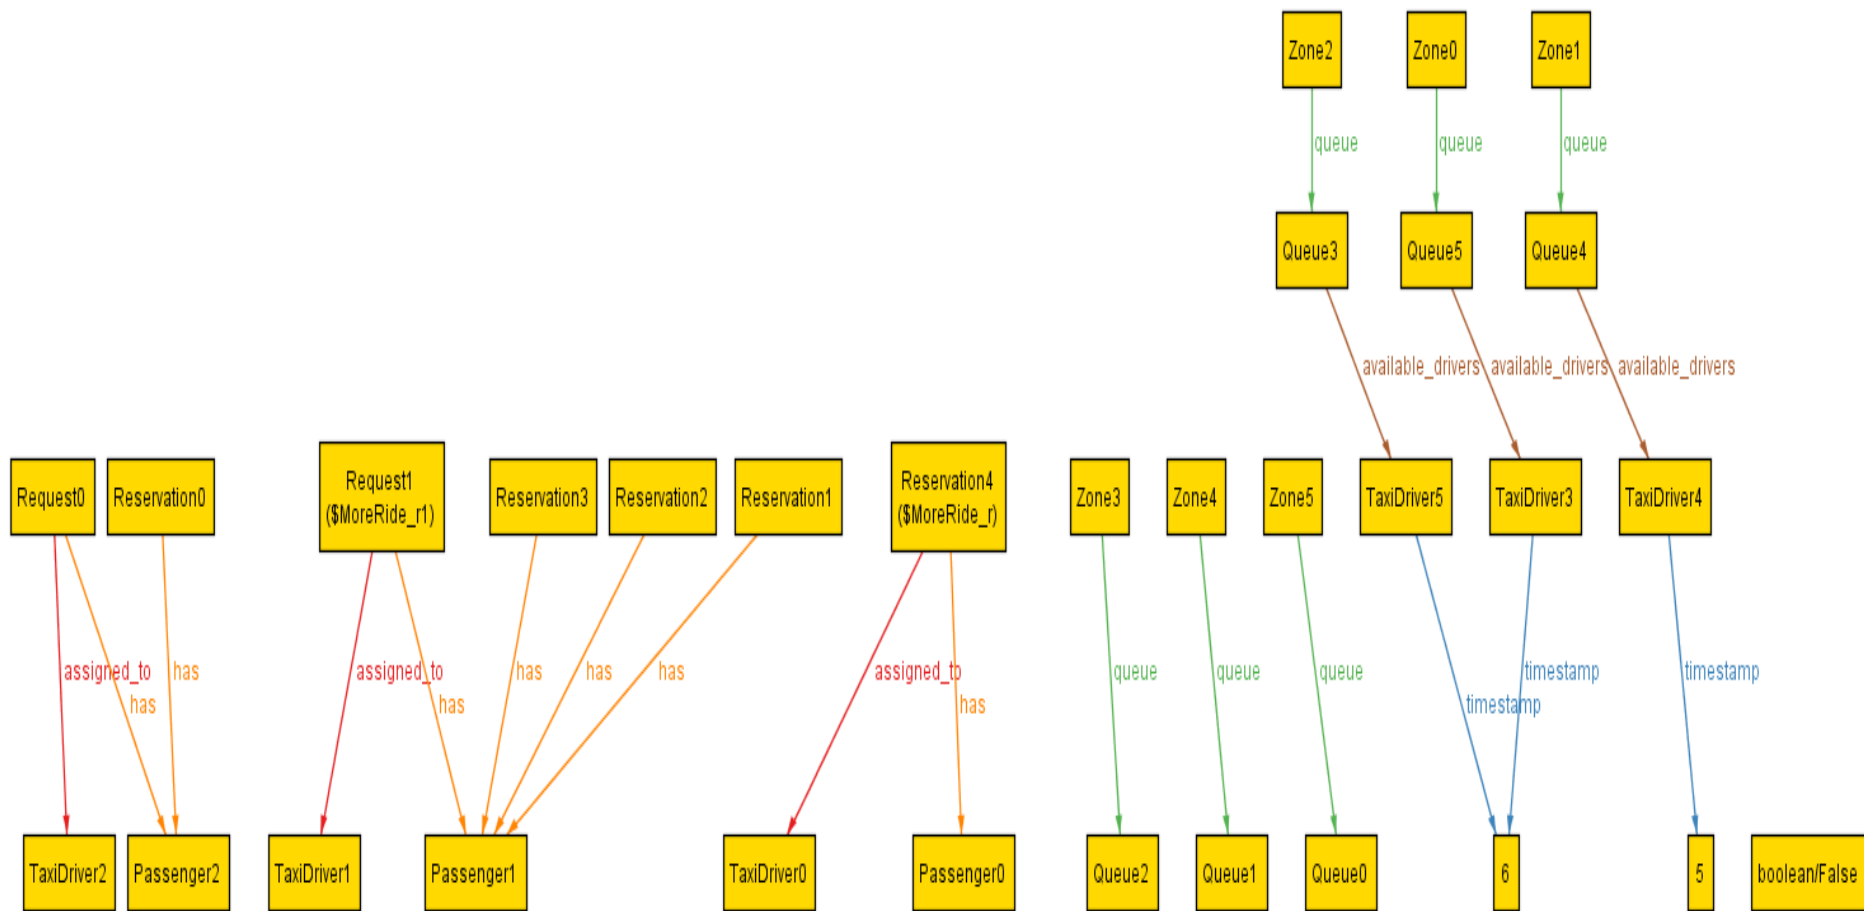 Zone2
Zone0
Zone1
queue
queue
queue
Queue3
Queue5
Queue4
available_drivers
available_drivers
available_drivers
Request0
Reservation0
Request1
($MoreRide_r1)
Reservation3
Reservation2
Reservation1
Reservation4
($MoreRide_r)
Zone3
Zone4
Zone5
TaxiDriver5
TaxiDriver3
TaxiDriver4
assigned_to
has
has
assigned_to
has
has
has
has
assigned_to
has
queue
queue
queue
timestamp
timestamp
timestamp
TaxiDriver2
Passenger2
TaxiDriver1
Passenger1
TaxiDriver0
Passenger0
Queue2
Queue1
Queue0
6
5
boolean/False